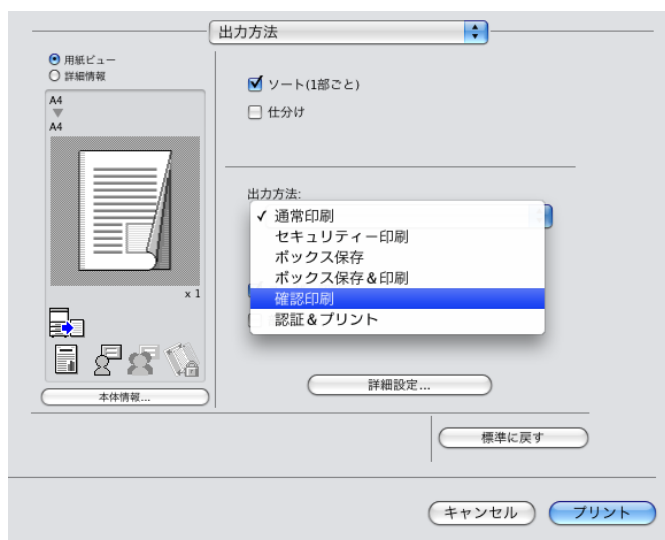 出力方法
用紙ビュー
詳細情報
A4
A4
x 1
本体情報...
ソート(1部ごと)
仕分け
出力方法:
✓ 通常印刷
セキュリティー印刷
ボックス保存
ボックス保存&印刷
確認印刷
認証&プリント
詳細設定...
標準に戻す
キャンセル
プリント